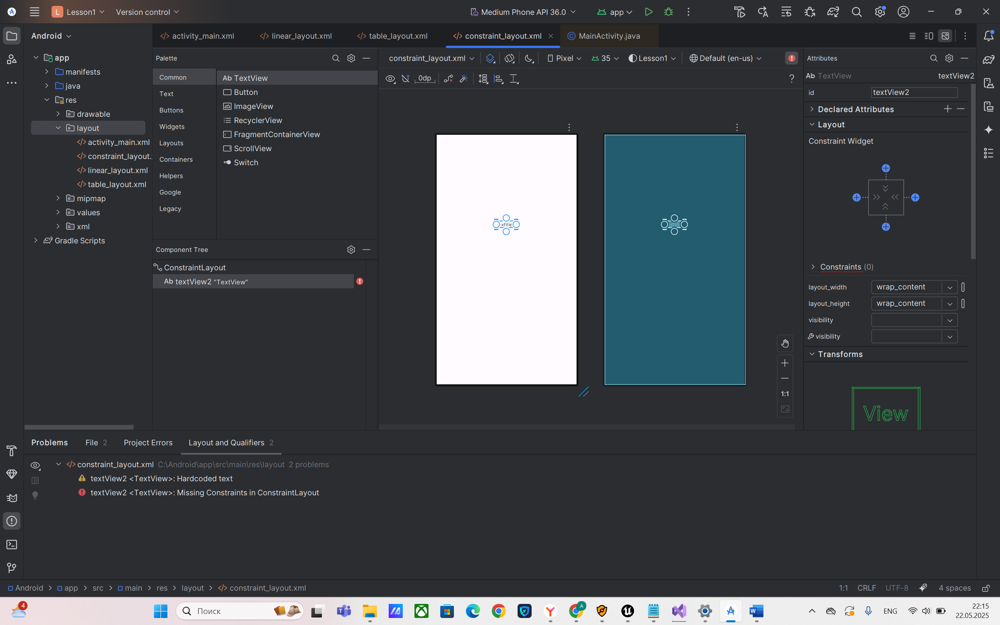 L Lesson1 Version control Medium Phone API 36.0 app
Android
activity_main.xml linear_layout.xml table_layout.xml constraint_layout.xml MainActivity.java
app
manifests
java
res
drawable
layout
activity_main.xml
constraint_layout.
linear_layout.xml
table_layout.xml
mipmap
values
xml
Gradle Scripts
Palette
Common
Text
Buttons
Widgets
Layouts
Containers
Helpers
Google
Legacy
Ab TextView
Button
ImageView
RecyclerView
FragmentContainerView
ScrollView
Switch
Component Tree
ConstraintLayout
Ab textView2 "TextView"
constraint_layout.xml Pixel 35 Lesson1 Default (en-us)
0dp ?
1:1
Attributes
Ab TextView textView2
id textView2
Declared Attributes
Layout
Constraint Widget
Constraints (0)
layout_width wrap_content
layout_height wrap_content
visibility
visibility
Transforms
View
Problems File 2 Project Errors Layout and Qualifiers 2
constraint_layout.xml C:\Android\app\src\main\res\layout 2 problems
textView2 <TextView>: Hardcoded text
textView2 <TextView>: Missing Constraints in ConstraintLayout
Android > app > src > main > res > layout > constraint_layout.xml 1:1 CRLF UTF-8 4 spaces
4 Поиск A ENG 22:15
22.05.2025